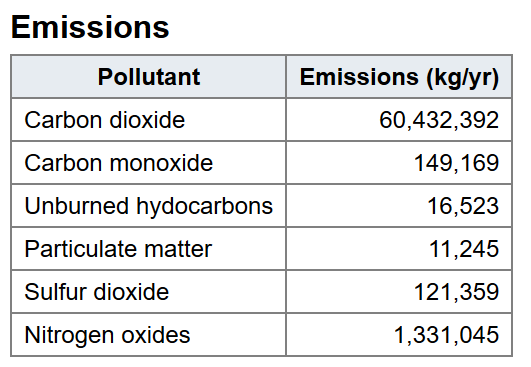 Emissions
Pollutant Emissions (kg/yr)
Carbon dioxide 60,432,392
Carbon monoxide 149,169
Unburned hydocarbons 16,523
Particulate matter 11,245
Sulfur dioxide 121,359
Nitrogen oxides 1,331,045